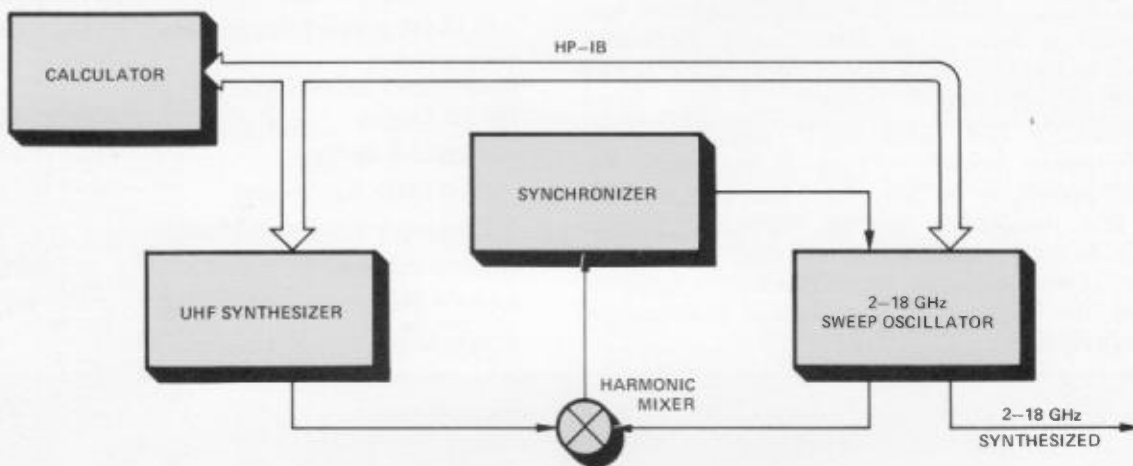 HP–IB
CALCULATOR
SYNCHRONIZER
UHF SYNTHESIZER
2–18 GHz
SWEEP OSCILLATOR
HARMONIC
MIXER
2–18 GHz
SYNTHESIZED